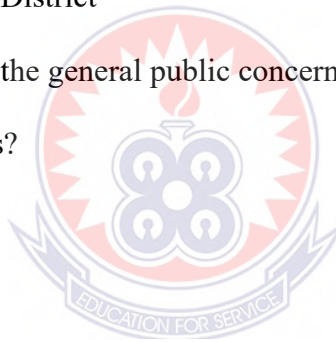 District
the general public concern
s?
EDUCATION FOR SERVICE